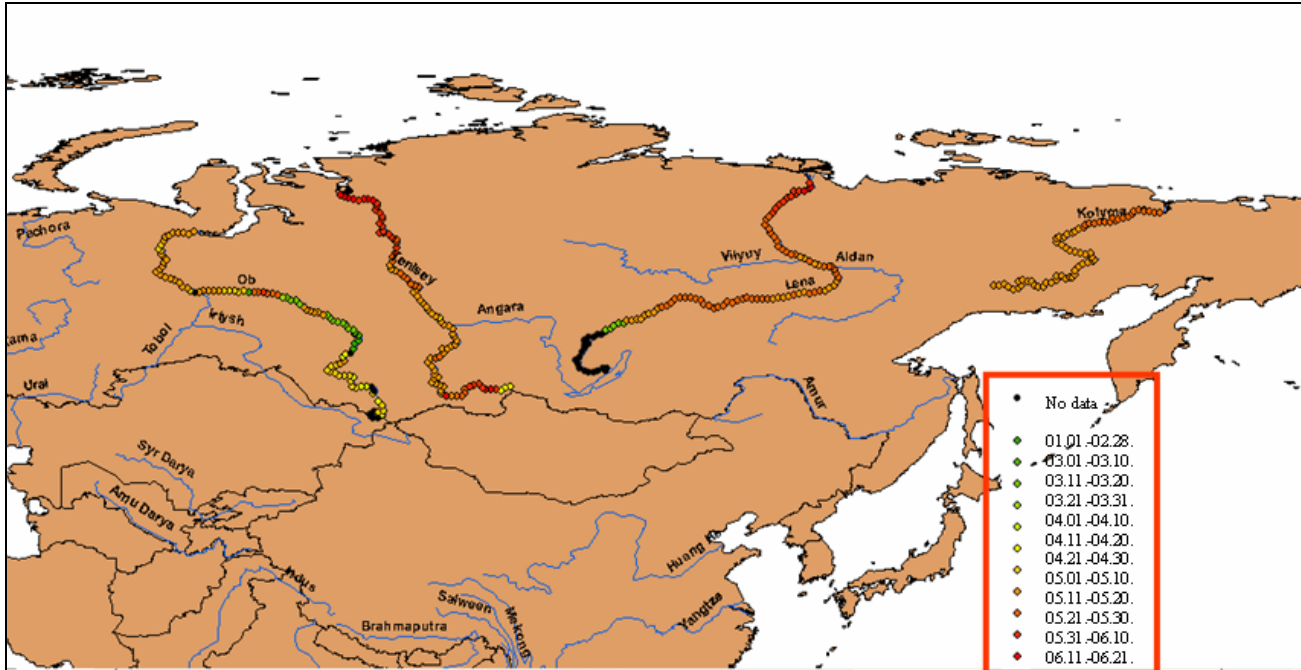 Pechora
Kolyma
Vilyuy
Aldan
Yenisey
Ob
Lena
Angara
Irtysh
Tobol
Ural
Amur
Syr Darya
Amu Darya
Huang
Indus
Salween
Mekong
Yangtze
Brahmaputra
No data
01.01.-02.28.
03.01.-03.10.
03.11.-03.20.
03.21.-03.31.
04.01.-04.10.
04.11.-04.20.
04.21.-04.30.
05.01.-05.10.
05.11.-05.20.
05.21.-05.30.
05.31.-06.10.
06.11.-06.21.